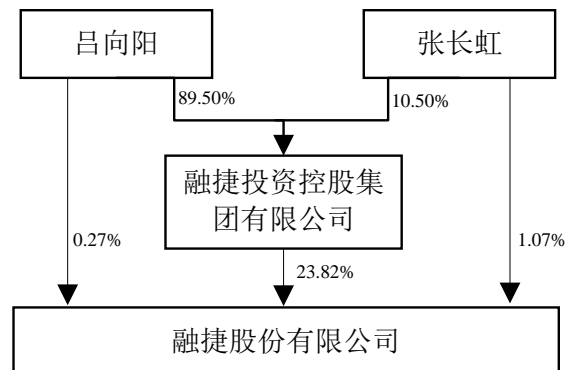 吕向阳
张长虹
89.50%
10.50%
融捷投资控股集
团有限公司
0.27%
23.82%
1.07%
融捷股份有限公司